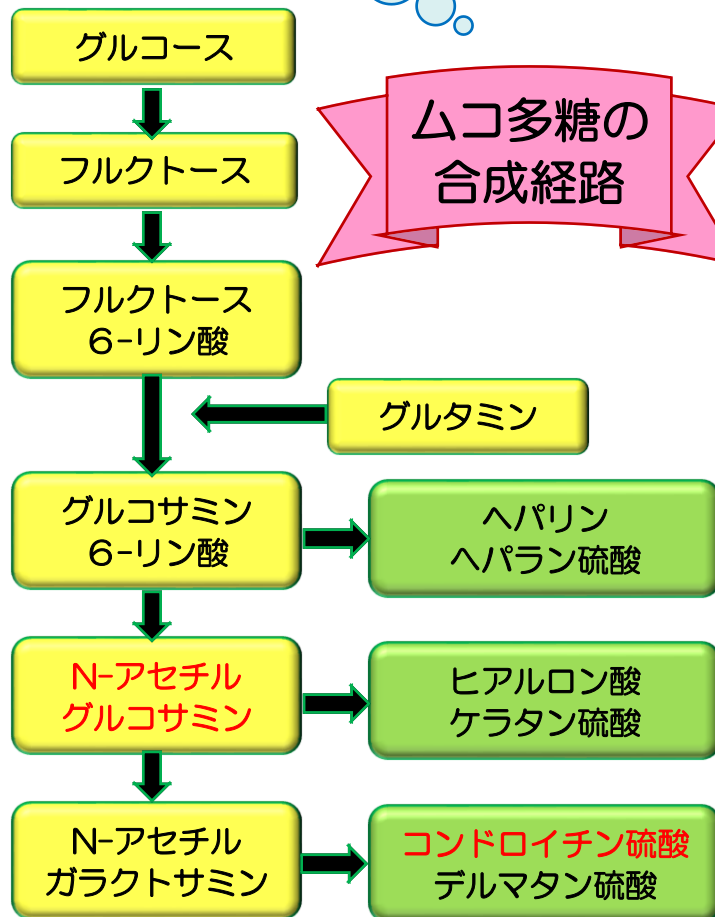 グルコース
ムコ多糖の
合成経路
フルクトース
フルクトース
6-リン酸
グルタミン
グルコサミン
6-リン酸
ヘパリン
ヘパラン硫酸
N-アセチル
グルコサミン
ヒアルロン酸
ケラタン硫酸
N-アセチル
ガラクトサミン
コンドロイチン硫酸
デルマタン硫酸